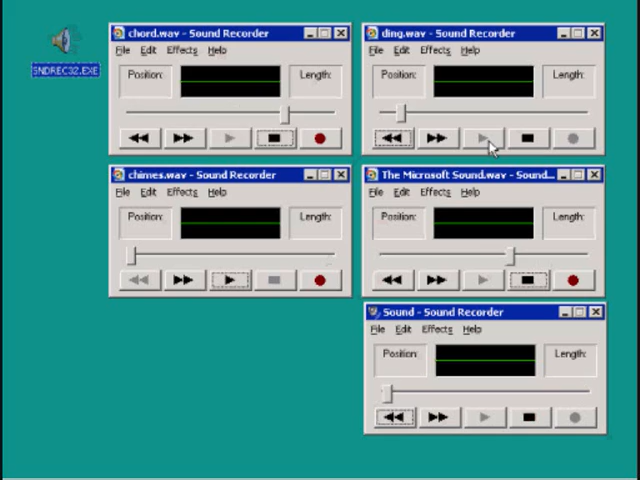 SNDREC32.EXE
chord.wav - Sound Recorder
File Edit Effects Help
Position: Length:
ding.wav - Sound Recorder
File Edit Effects Help
Position: Length:
chimes.wav - Sound Recorder
File Edit Effects Help
Position: Length:
The Microsoft Sound.wav - Sound...
File Edit Effects Help
Position: Length:
Sound - Sound Recorder
File Edit Effects Help
Position: Length: